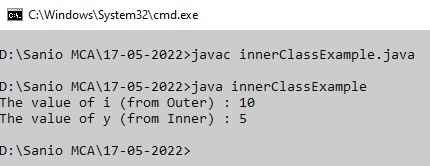 C:\Windows\System32\cmd.exe
D:\Sanio MCA\17-05-2022>javac innerClassExample.java
D:\Sanio MCA\17-05-2022>java innerClassExample
The value of i (from Outer) : 10
The value of y (from Inner) : 5
D:\Sanio MCA\17-05-2022>